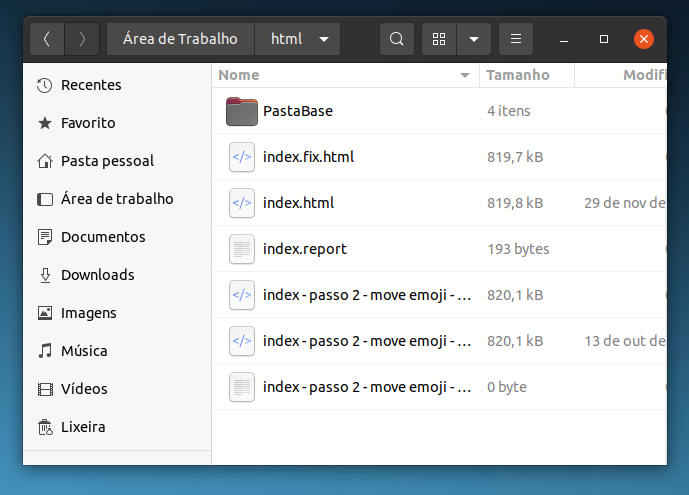 Área de Trabalho html
Nome Tamanho Modifi
Recentes
Favorito
Pasta pessoal
Área de trabalho
Documentos
Downloads
Imagens
Música
Vídeos
Lixeira
PastaBase 4 itens
index.fix.html 819,7 kB
index.html 819,8 kB 29 de nov de
index.report 193 bytes
index - passo 2 - move emoji - … 820,1 kB
index - passo 2 - move emoji - … 820,1 kB 13 de out de
index - passo 2 - move emoji - … 0 byte